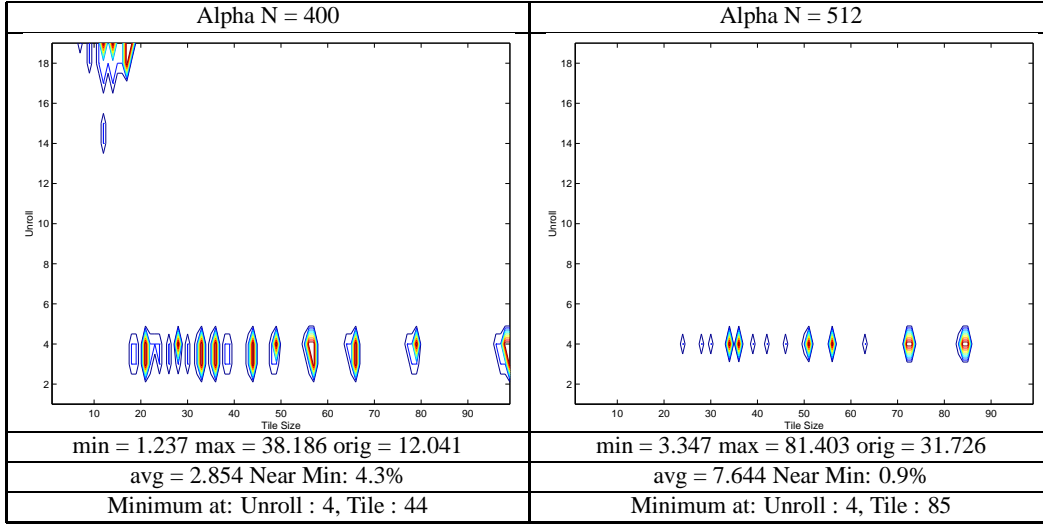 Alpha N = 400
Alpha N = 512
18
16
14
12
10
8
6
4
2
Unroll
10 20 30 40 50 60 70 80 90
Tile Size
18
16
14
12
10
8
6
4
2
Unroll
10 20 30 40 50 60 70 80 90
Tile Size
min = 1.237 max = 38.186 orig = 12.041
min = 3.347 max = 81.403 orig = 31.726
avg = 2.854 Near Min: 4.3%
avg = 7.644 Near Min: 0.9%
Minimum at: Unroll : 4, Tile : 44
Minimum at: Unroll : 4, Tile : 85